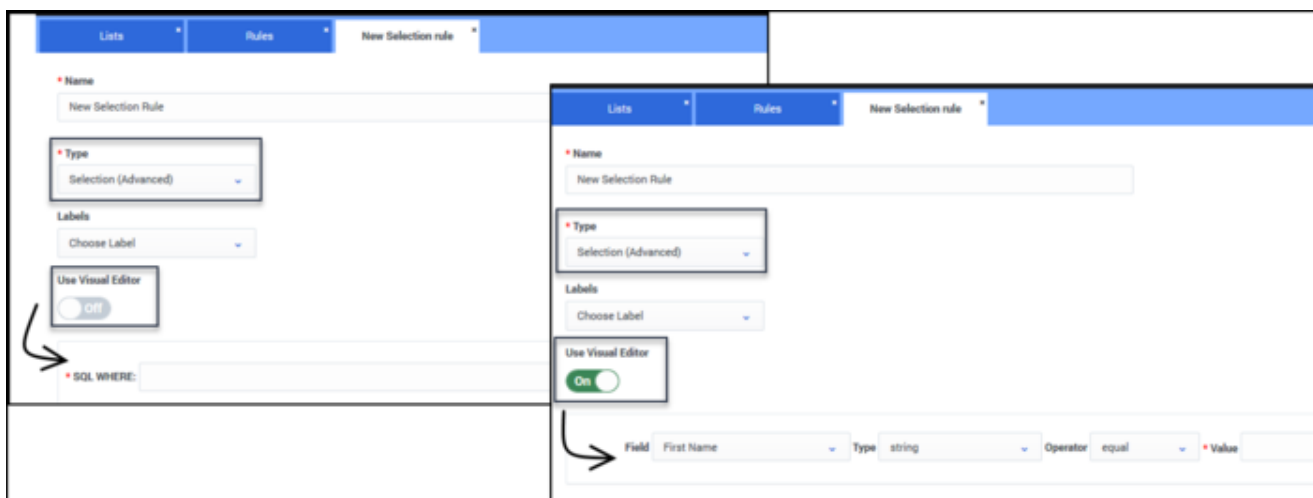 Lists Rules New Selection rule
* Name
New Selection Rule
* Type
Selection (Advanced)
Labels
Choose Label
Use Visual Editor
Off
* SQL WHERE:
Lists Rules New Selection rule
* Name
New Selection Rule
* Type
Selection (Advanced)
Labels
Choose Label
Use Visual Editor
On
Field First Name Type string Operator equal * Value